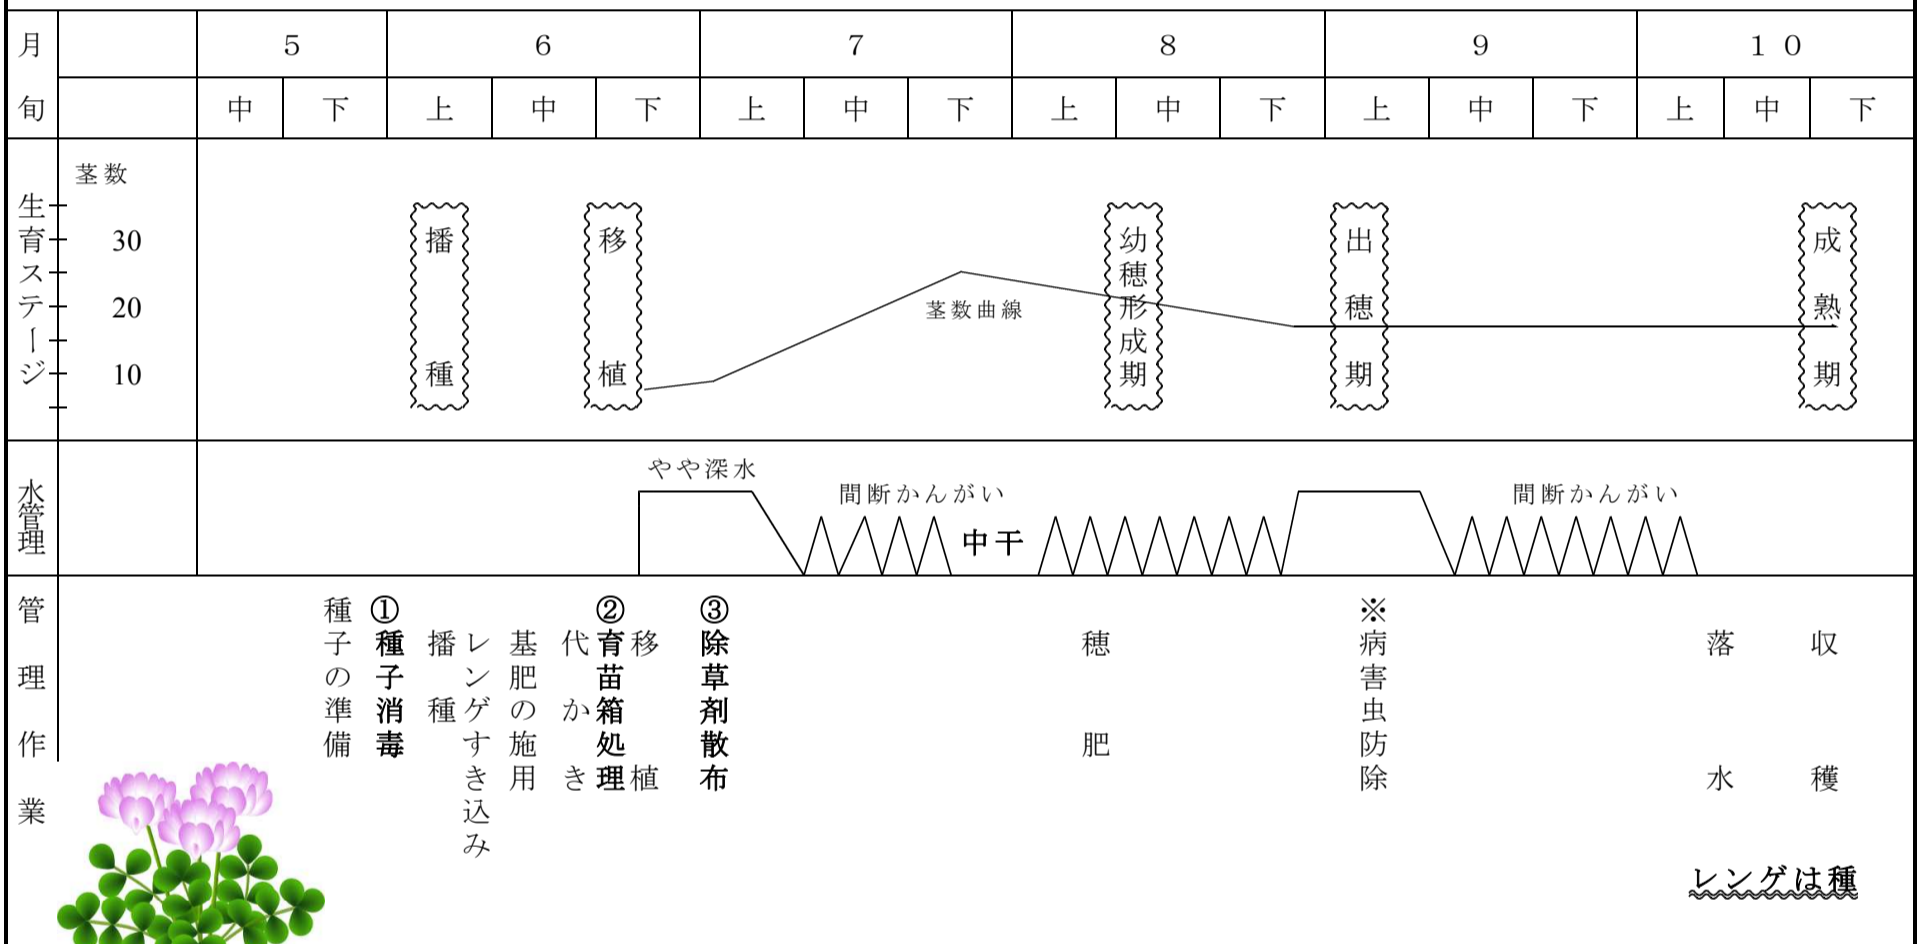 月 5 6 7 8 9 10
旬 中 下 上 中 下 上 中 下 上 中 下 上 中 下 上 中 下
生育ステージ
茎数
30
20
10
播種
移植
茎数曲線
幼穂形成期
出穂期
成熟期
水管理
やや深水
間断かんがい
中干
間断かんがい
管理作業
種子の準備
①種子消毒
播種
レンゲすき込み
基肥の施用
代かき
②育苗箱処理
移植
③除草剤散布
穂肥
※病害虫防除
落水
収穫
レンゲは種